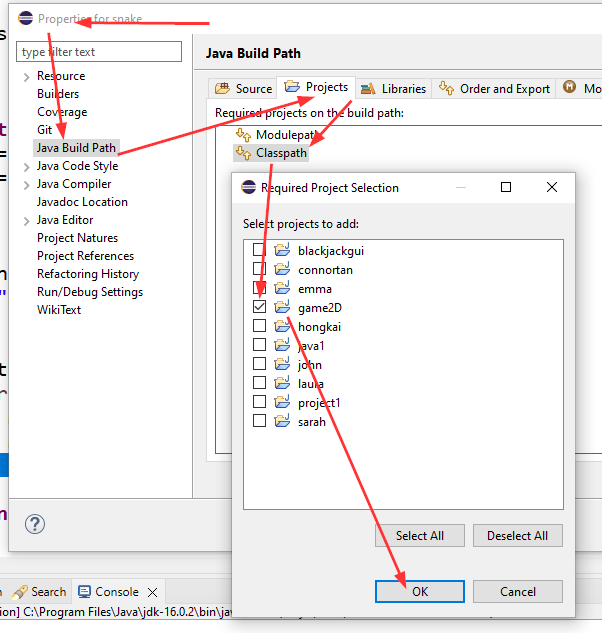 Properties for snake
type filter text
Resource
Builders
Coverage
Git
Java Build Path
Java Code Style
Java Compiler
Javadoc Location
Java Editor
Project Natures
Project References
Refactoring History
Run/Debug Settings
WikiText
Java Build Path
Source
Projects
Libraries
Order and Export
Required projects on the build path:
Modulepath
Classpath
Required Project Selection
Select projects to add:
blackjackgui
connortan
emma
game2D
hongkai
java1
john
laura
project1
sarah
Select All
Deselect All
OK
Cancel
Search
Console
C:\Program Files\Java\jdk-16.0.2\bin\jav